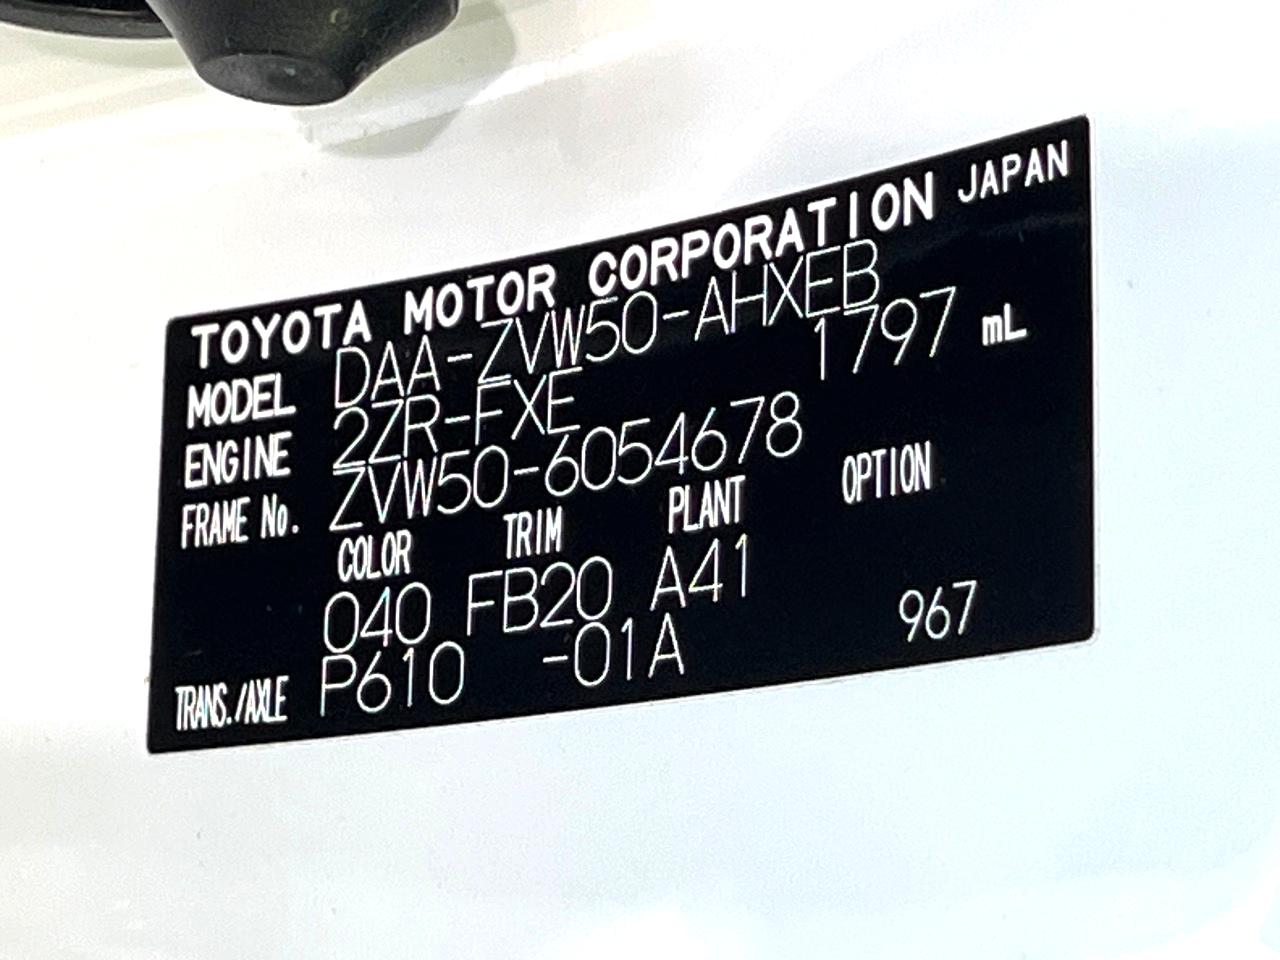 TOYOTA MOTOR CORPORATION JAPAN
MODEL DAA-ZVW50-AHXEB
ENGINE 2ZR-FXE 1797 mL
FRAME No. ZVW50-6054678
COLOR TRIM PLANT OPTION
040 FB20 A41
TRANS./AXLE P610 -01A 967